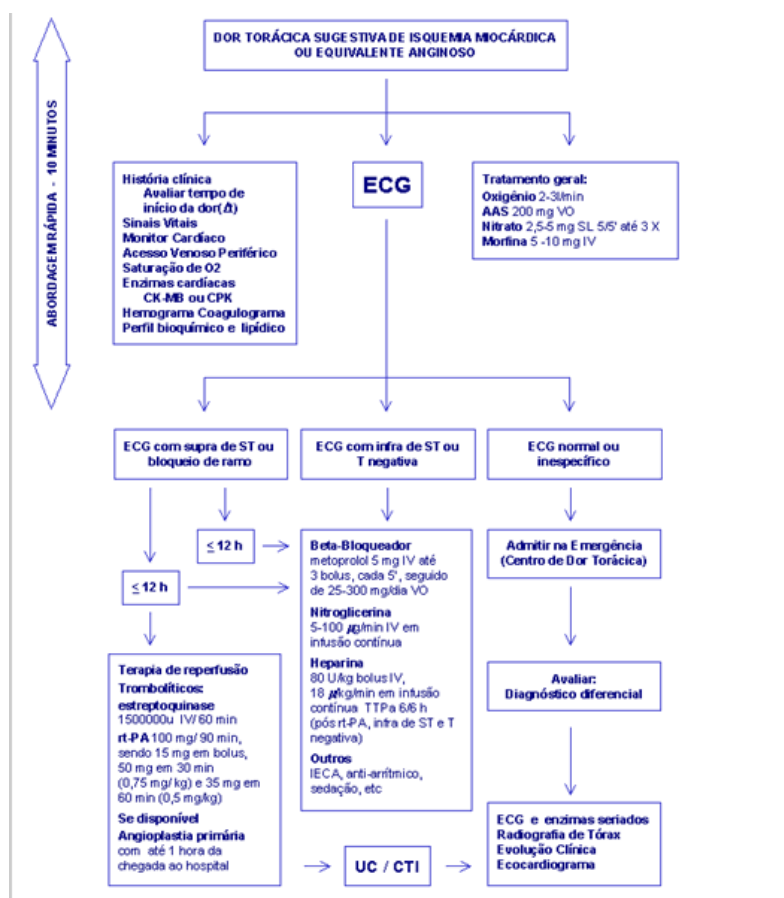 DOR TORÁCICA SUGESTIVA DE ISQUEMIA MIOCÁRDICA
OU EQUIVALENTE ANGINOSO
ABORDAGEM RÁPIDA - 10 MINUTOS
História clínica
Avaliar tempo de
início da dor(Δt)
Sinais Vitais
Monitor Cardíaco
Acesso Venoso Periférico
Saturação de O2
Enzimas cardíacas
CK-MB ou CPK
Hemograma Coagulograma
Perfil bioquímico e lipídico
ECG
Tratamento geral:
Oxigênio 2-3l/min
AAS 200 mg VO
Nitrato 2,5-5 mg SL 5/5' até 3 X
Morfina 5 -10 mg IV
ECG com supra de ST ou
bloqueio de ramo
ECG com infra de ST ou
T negativa
ECG normal ou
inespecífico
≤ 12 h
≤ 12 h
Beta-Bloqueador
metoprolol 5 mg IV até
3 bolus, cada 5', seguido
de 25-300 mg/dia VO
Nitroglicerina
5-100 µg/min IV em
infusão contínua
Heparina
80 U/kg bolus IV,
18 µ/kg/min em infusão
contínua TTPa 6/6 h
(pós rt-PA, infra de ST e T
negativa)
Outros
IECA, anti-arrítmico,
sedação, etc
Admitir na Emergência
(Centro de Dor Torácica)
Avaliar:
Diagnóstico diferencial
Terapia de reperfusão
Trombolíticos:
estreptoquinase
1500000u IV/ 60 min
rt-PA 100 mg/ 90 min,
sendo 15 mg em bolus,
50 mg em 30 min
(0,75 mg/ kg) e 35 mg em
60 min (0,5 mg/kg)
Se disponível
Angioplastia primária
com até 1 hora da
chegada ao hospital
UC / CTI
ECG e enzimas seriados
Radiografia de Tórax
Evolução Clínica
Ecocardiograma